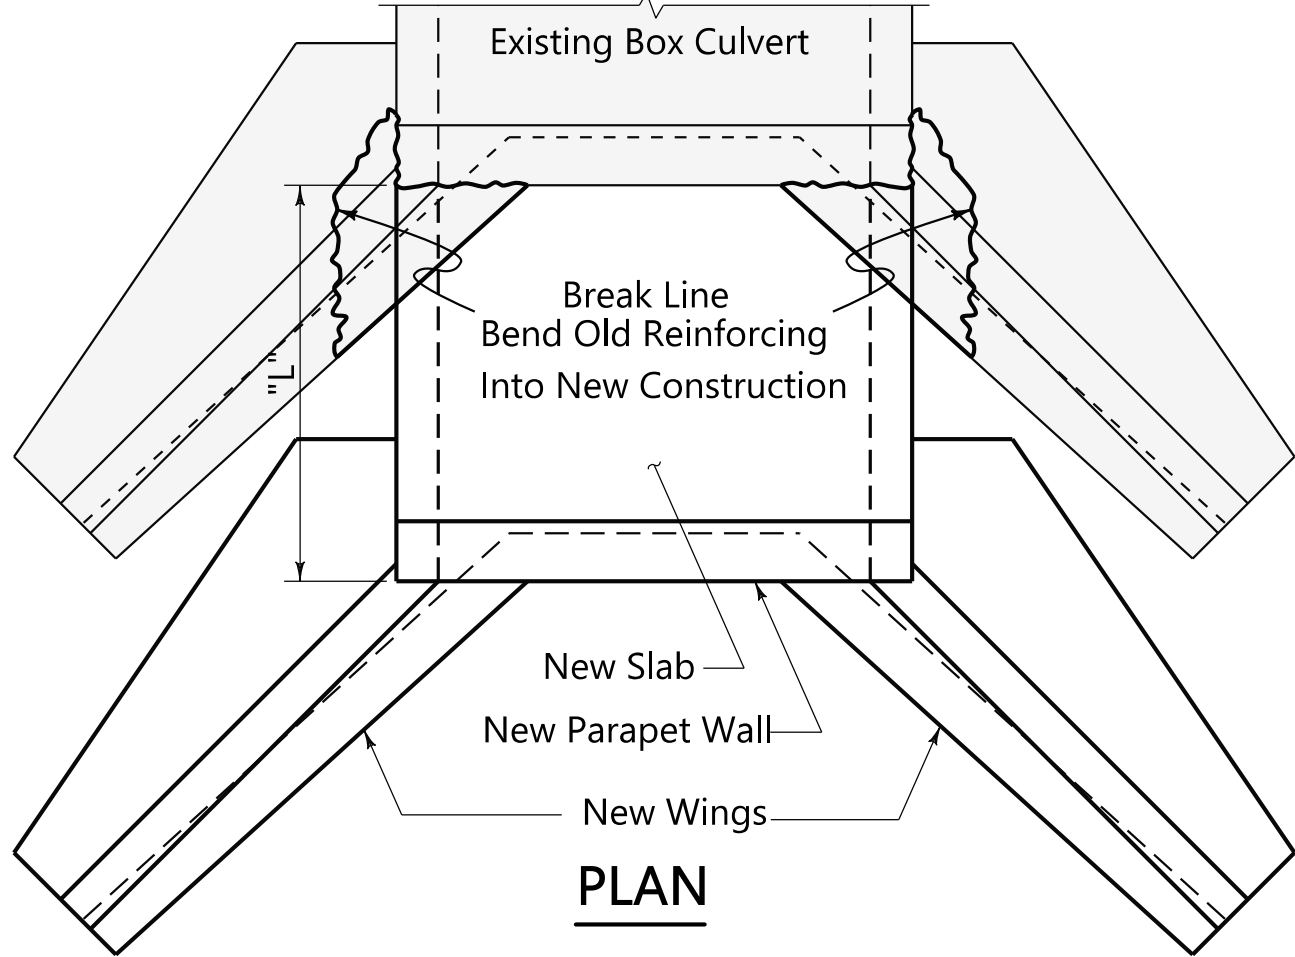 Existing Box Culvert
Break Line
Bend Old Reinforcing
Into New Construction
"L"
New Slab
New Parapet Wall
New Wings
PLAN